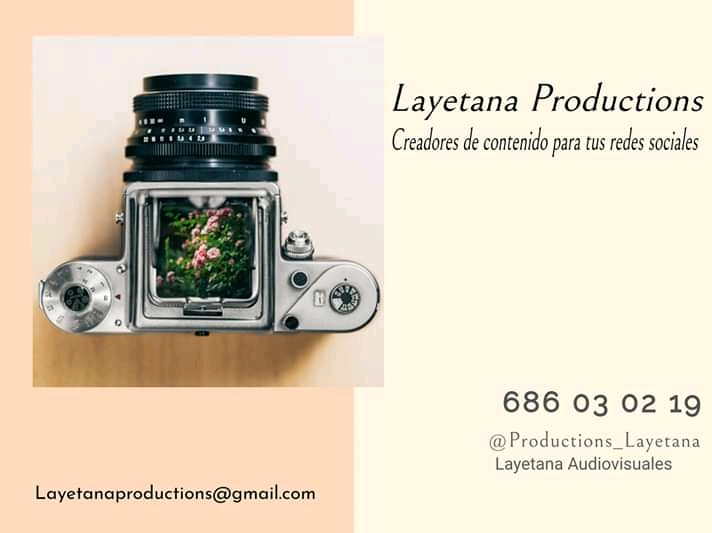 Layetana Productions
Creadores de contenido para tus redes sociales
686 03 02 19
@Productions_Layetana
Layetana Audiovisuales
Layetanaproductions@gmail.com